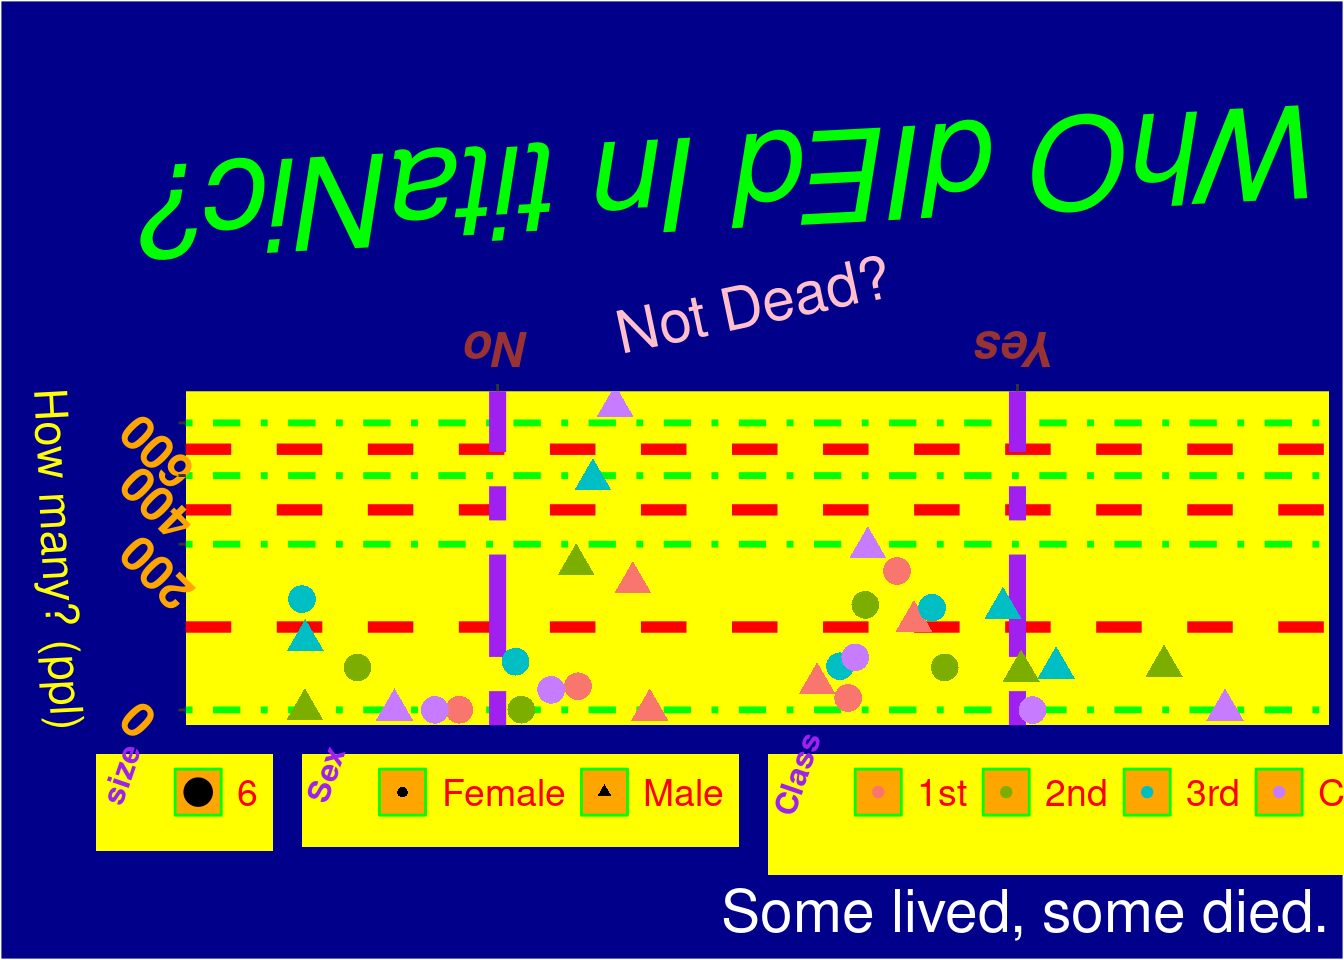 WhO dIEd In titaNic?
Not Dead?
No Yes
How many? (ppl)
600
400
200
0
size 6
Sex Female Male
Class 1st 2nd 3rd C
Some lived, some died.